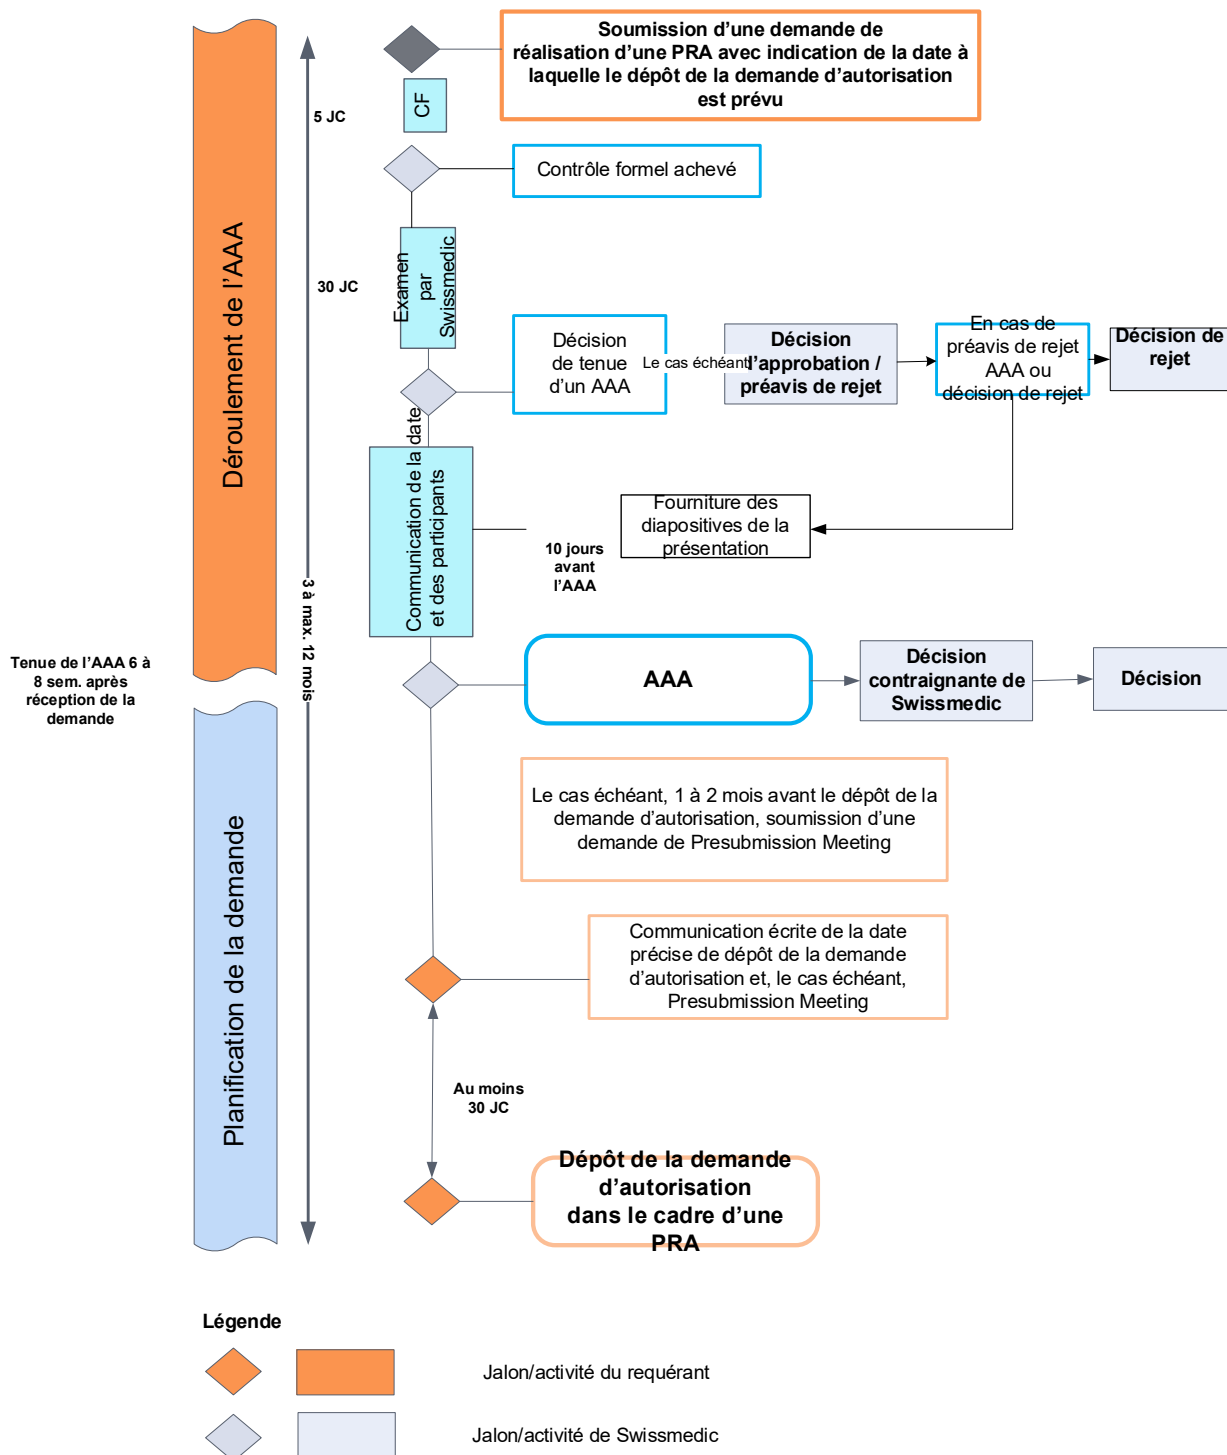 Soumission d’une demande de
réalisation d’une PRA avec indication de la date à
laquelle le dépôt de la demande d’autorisation
est prévu
CF
5 JC
Contrôle formel achevé
Déroulement de l’AAA
Examen
par
Swissmedic
30 JC
Décision
de tenue
d’un AAA
Le cas échéant
Décision
l’approbation /
préavis de rejet
En cas de
préavis de rejet
AAA ou
décision de rejet
Décision de
rejet
Communication de la date
et des participants
Fourniture des
diapositives de la
présentation
10 jours
avant
l’AAA
3 à max. 12 mois
Tenue de l’AAA 6 à
8 sem. après
réception de la
demande
AAA
Décision
contraignante de
Swissmedic
Décision
Planification de la demande
Le cas échéant, 1 à 2 mois avant le dépôt de la
demande d’autorisation, soumission d’une
demande de Presubmission Meeting
Communication écrite de la date
précise de dépôt de la demande
d’autorisation et, le cas échéant,
Presubmission Meeting
Au moins
30 JC
Dépôt de la demande
d’autorisation
dans le cadre d’une
PRA
Légende
Jalon/activité du requérant
Jalon/activité de Swissmedic